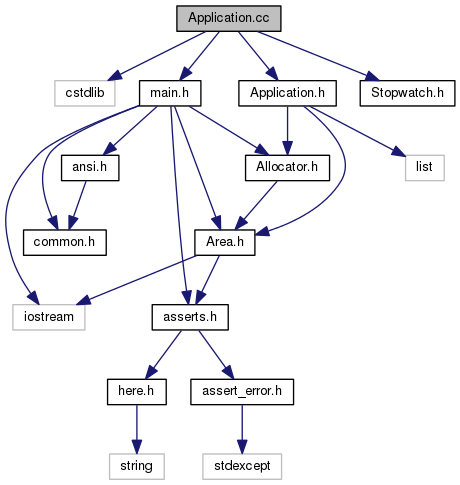 Application.cc
cstdlib
main.h
Application.h
Stopwatch.h
ansi.h
Allocator.h
list
common.h
Area.h
iostream
asserts.h
here.h
assert_error.h
string
stdexcept